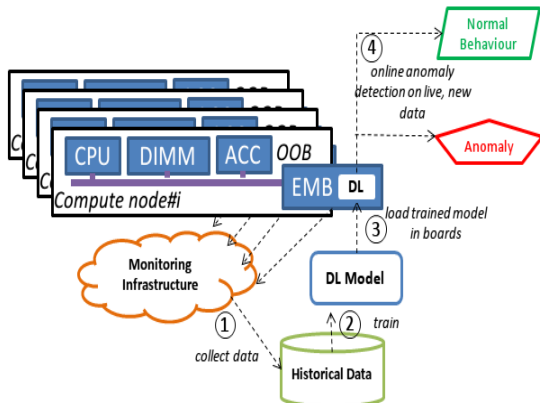 4
Normal
Behaviour
online anomaly
detection on live, new
data
Anomaly
CPU
DIMM
ACC
OOB
EMB
DL
Compute node#i
3
load trained model
in boards
Monitoring
Infrastructure
DL Model
1
collect data
2
train
Historical Data